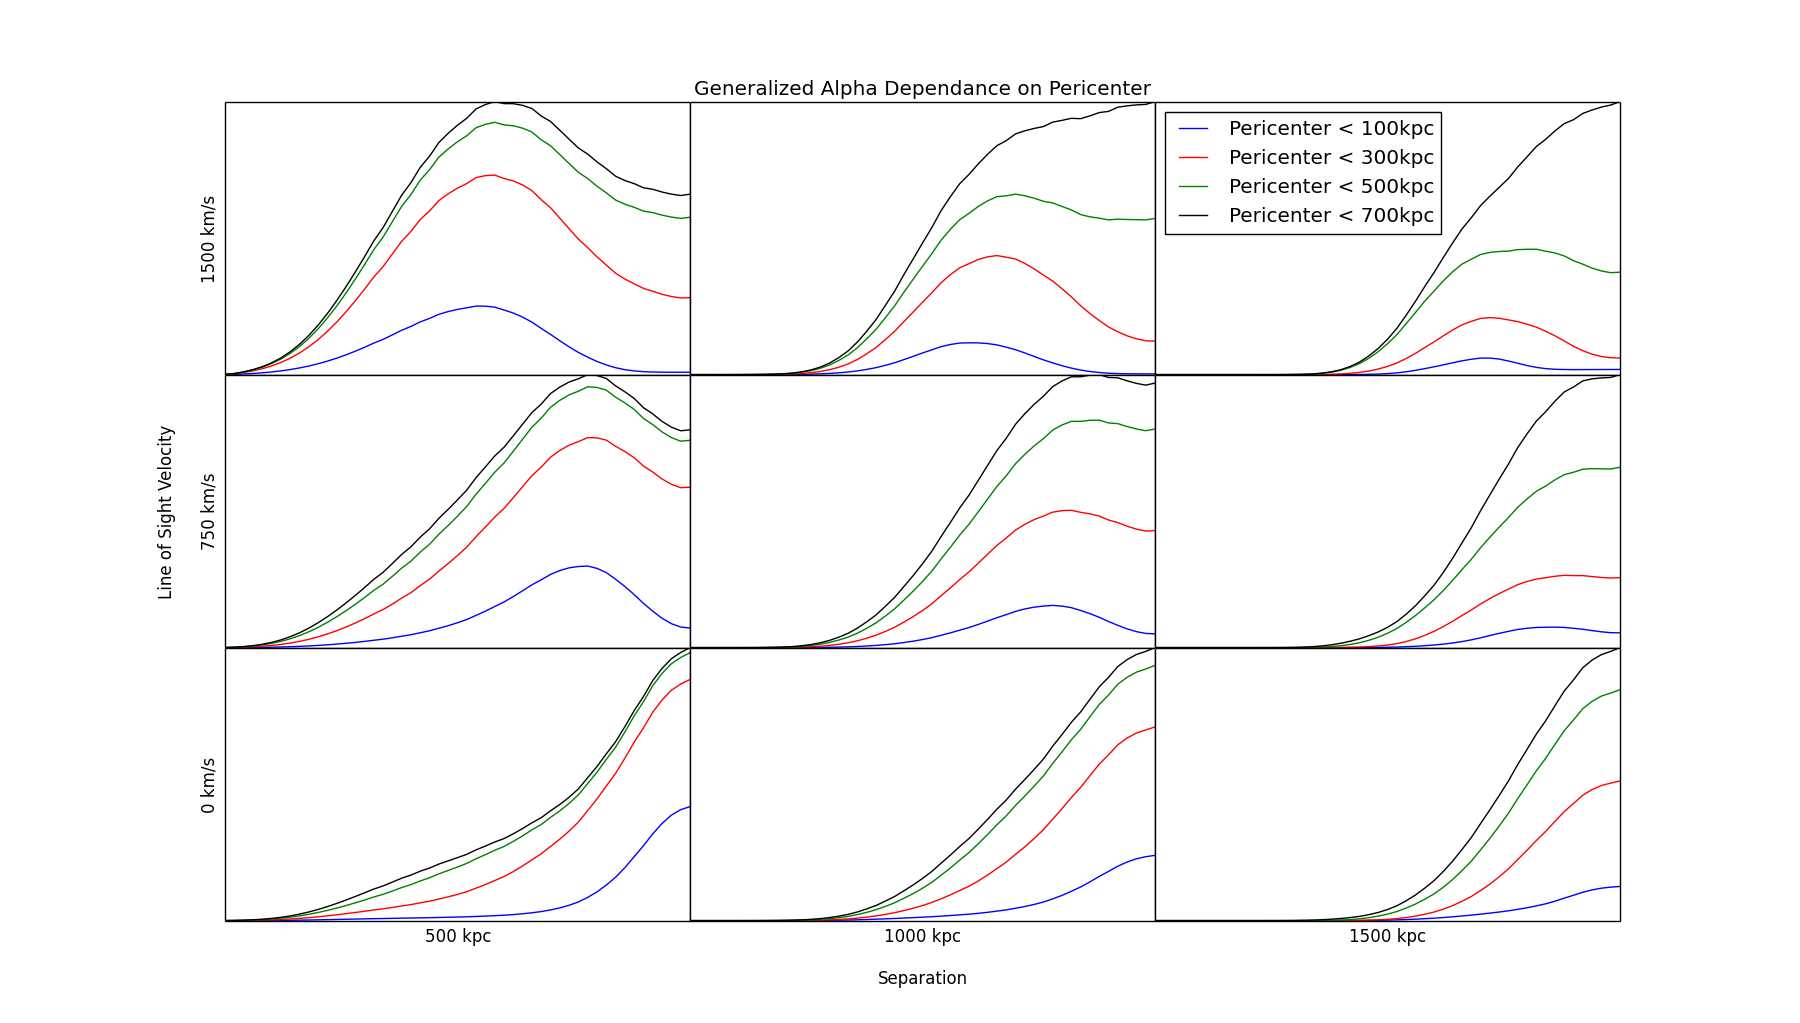 Generalized Alpha Dependance on Pericenter
Pericenter < 100kpc
Pericenter < 300kpc
Pericenter < 500kpc
Pericenter < 700kpc
Line of Sight Velocity
1500 km/s
750 km/s
0 km/s
500 kpc
1000 kpc
1500 kpc
Separation